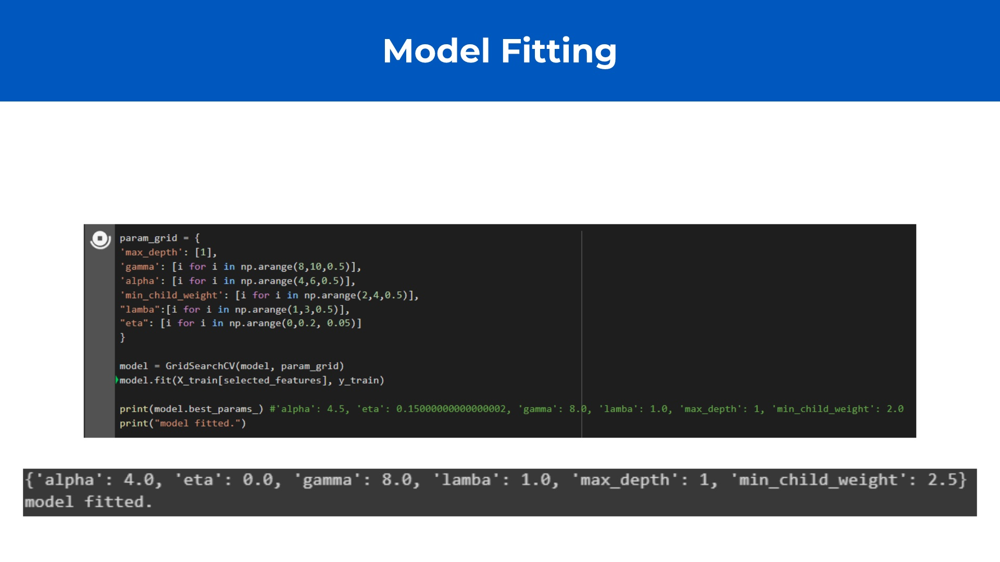 Model Fitting
param_grid = {
'max_depth': [1],
'gamma': [i for i in np.arange(8,10,0.5)],
'alpha': [i for i in np.arange(4,6,0.5)],
'min_child_weight': [i for i in np.arange(2,4,0.5)],
"lamba":[i for i in np.arange(1,3,0.5)],
"eta": [i for i in np.arange(0,0.2, 0.05)]
}
model = GridSearchCV(model, param_grid)
model.fit(X_train[selected_features], y_train)
print(model.best_params_) #'alpha': 4.5, 'eta': 0.15000000000000002, 'gamma': 8.0, 'lamba': 1.0, 'max_depth': 1, 'min_child_weight': 2.0
print("model fitted.")
{'alpha': 4.0, 'eta': 0.0, 'gamma': 8.0, 'lamba': 1.0, 'max_depth': 1, 'min_child_weight': 2.5}
model fitted.